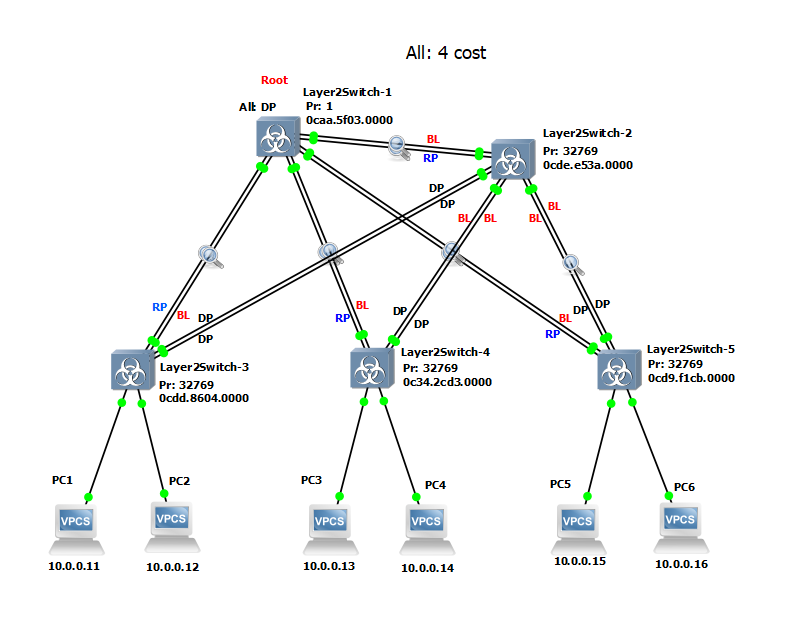 All: 4 cost
Root
Layer2Switch-1
All: DP
Pr: 1
0caa.5f03.0000
BL
RP
Layer2Switch-2
Pr: 32769
0cde.e53a.0000
DP
DP
BL
BL
BL
BL
RP
BL
DP
DP
RP
BL
DP
DP
RP
BL
DP
DP
Layer2Switch-3
Pr: 32769
0cdd.8604.0000
Layer2Switch-4
Pr: 32769
0c34.2cd3.0000
Layer2Switch-5
Pr: 32769
0cd9.f1cb.0000
PC1
PC2
PC3
PC4
PC5
PC6
VPCS
VPCS
VPCS
VPCS
VPCS
VPCS
10.0.0.11
10.0.0.12
10.0.0.13
10.0.0.14
10.0.0.15
10.0.0.16